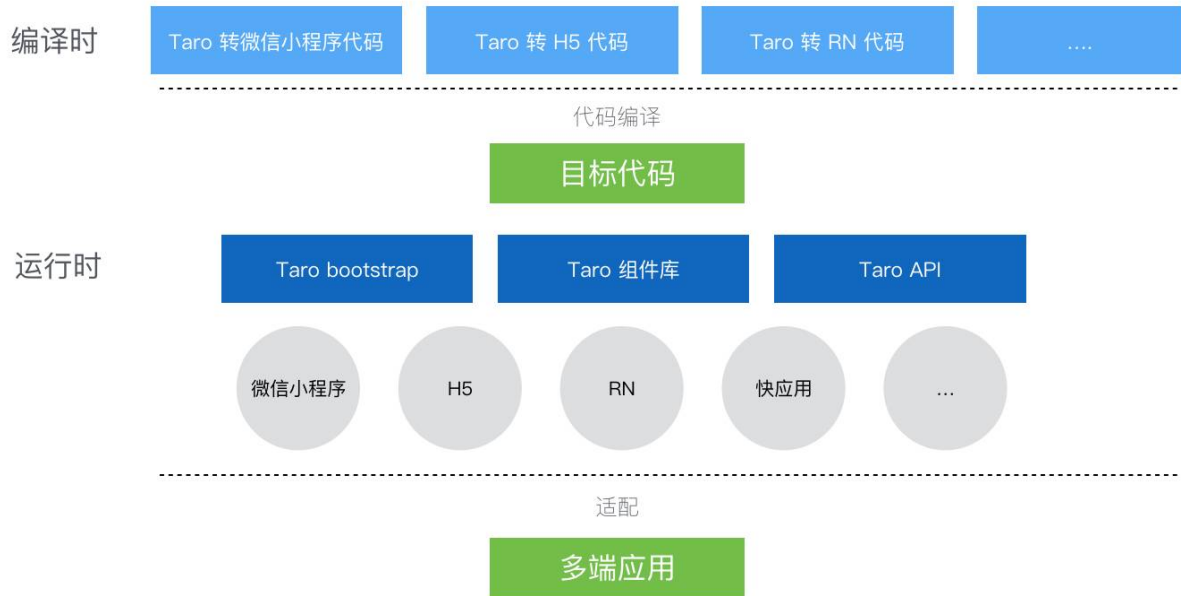 编译时
Taro 转微信小程序代码
Taro 转 H5 代码
Taro 转 RN 代码
....
代码编译
目标代码
运行时
Taro bootstrap
Taro 组件库
Taro API
微信小程序
H5
RN
快应用
...
适配
多端应用